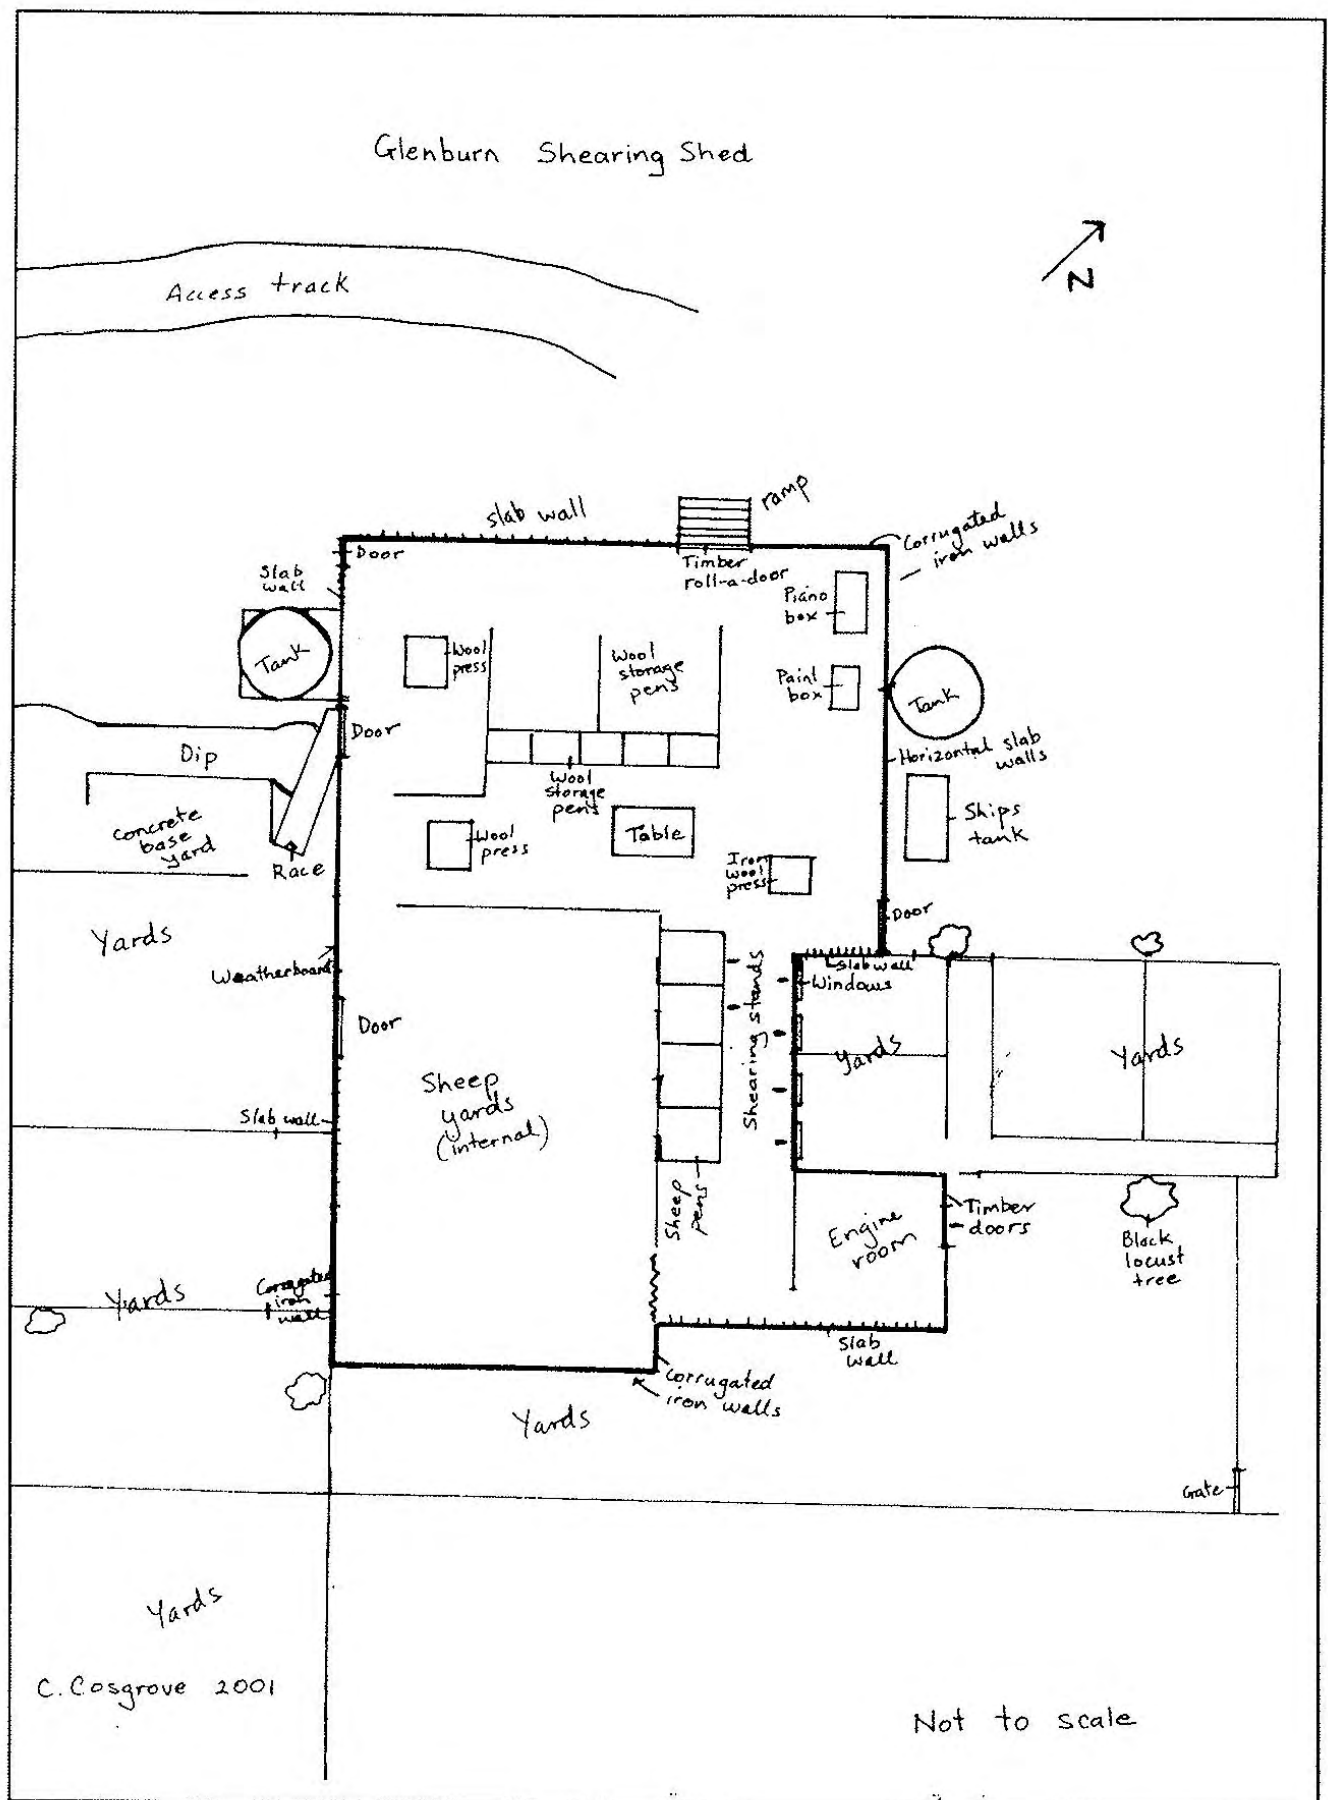 Glenburn Shearing Shed
N
Access track
slab wall
ramp
Corrugated
iron walls
Door
Timber
roll-a-door
Slab
wall
Piano
box
Tank
Wool
press
Wool
storage
pens
Paint
box
Tank
Door
Horizontal slab
walls
Dip
Wool
storage
pens
Concrete
base
yard
Wool
press
Table
Ships
tank
Race
Iron
wool
press
Door
Yards
Weatherboard
Slab wall
Windows
Shearing stands
Door
Yards
Yards
Sheep
yards
(internal)
Slab wall
Sheep
pens
Engine
room
Timber
doors
Black
locust
tree
Yards
Corrugated
iron
wall
Slab
wall
Corrugated
iron walls
Yards
Gate
Yards
C. Cosgrove 2001
Not to scale